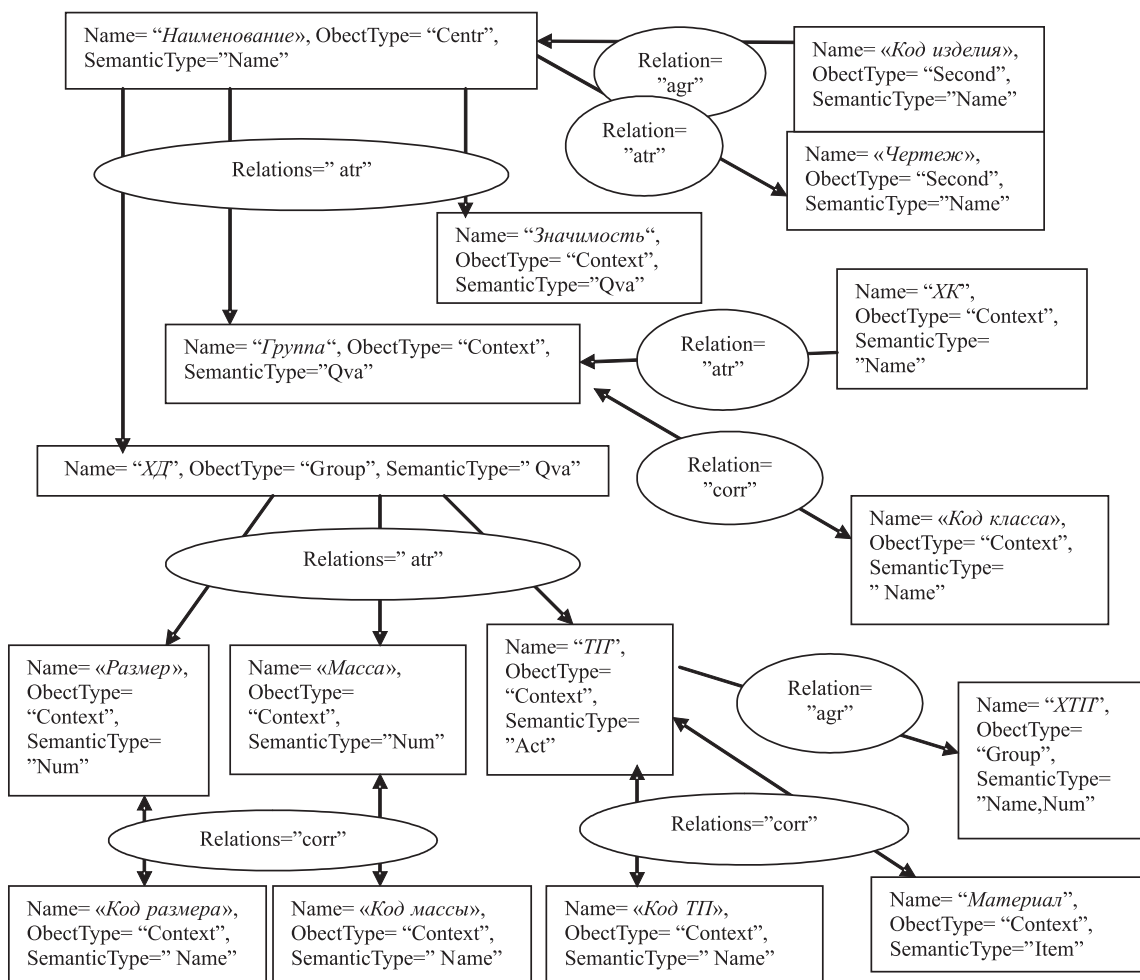 Name= “Наименование», ObectType= “Centr”,
SemanticType=”Name”
Relation=
”agr”
Name= «Код изделия»,
ObectType= “Second”,
SemanticType=”Name”
Relation=
”atr”
Relations=” atr”
Name= «Чертеж»,
ObectType= “Second”,
SemanticType=”Name”
Name= “Значимость“,
ObectType= “Context”,
SemanticType=”Qva”
Name= “ХК”,
ObectType= “Context”,
SemanticType=
”Name”
Name= “Группа“, ObectType= “Context”,
SemanticType=”Qva”
Relation=
”atr”
Name= “ХД”, ObectType= “Group”, SemanticType=” Qva”
Relation=
”corr”
Name= «Код класса»,
ObectType= “Context”,
SemanticType=
” Name”
Relations=” atr”
Name= «Размер»,
ObectType=
“Context”,
SemanticType=
”Num”
Name= «Масса»,
ObectType=
“Context”,
SemanticType=”Num”
Name= “ТП”,
ObectType=
“Context”,
SemanticType=
”Act”
Relation=
”agr”
Name= “ХТП”,
ObectType=
“Group”,
SemanticType=
”Name,Num”
Relations=”corr”
Relations=”corr”
Name= «Код размера»,
ObectType= “Context”,
SemanticType=” Name”
Name= «Код массы»,
ObectType= “Context”,
SemanticType=” Name”
Name= «Код ТП»,
ObectType= “Context”,
SemanticType=” Name”
Name= “Материал”,
ObectType= “Context”,
SemanticType=”Item”